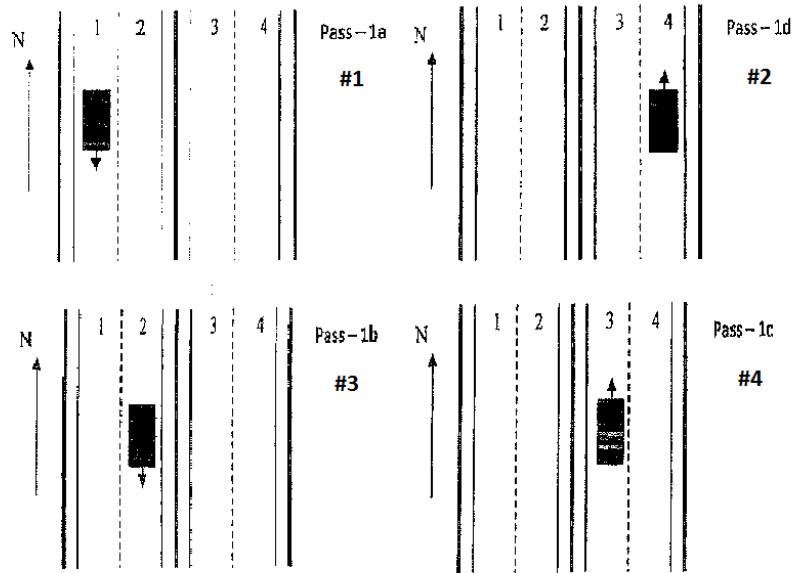 N 1 2 3 4 Pass-1a
#1
N 1 2 3 4 Pass-1d
#2
N 1 2 3 4 Pass-1b
#3
N 1 2 3 4 Pass-1c
#4